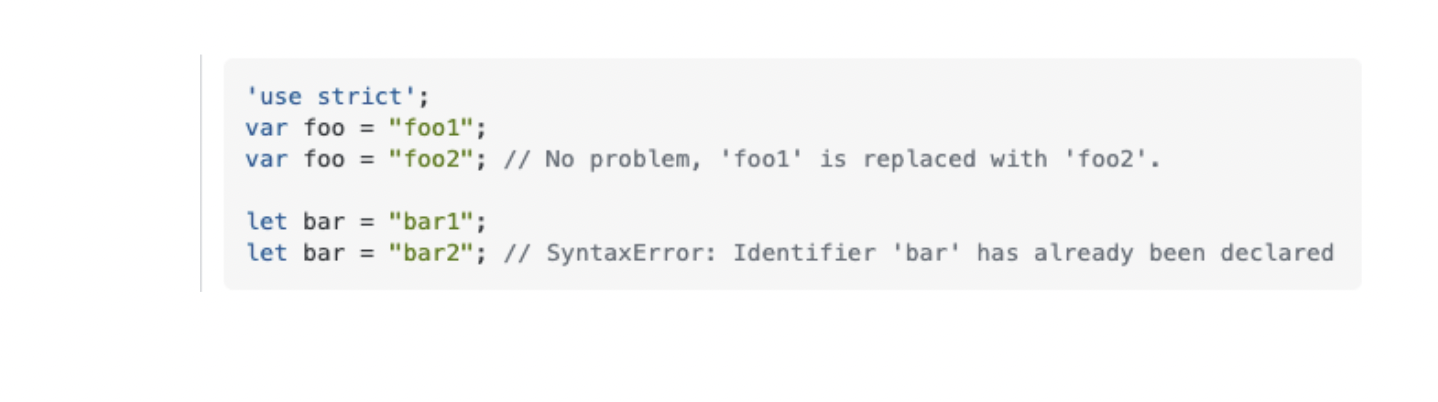 'use strict';
var foo = "foo1";
var foo = "foo2"; // No problem, 'foo1' is replaced with 'foo2'.
let bar = "bar1";
let bar = "bar2"; // SyntaxError: Identifier 'bar' has already been declared